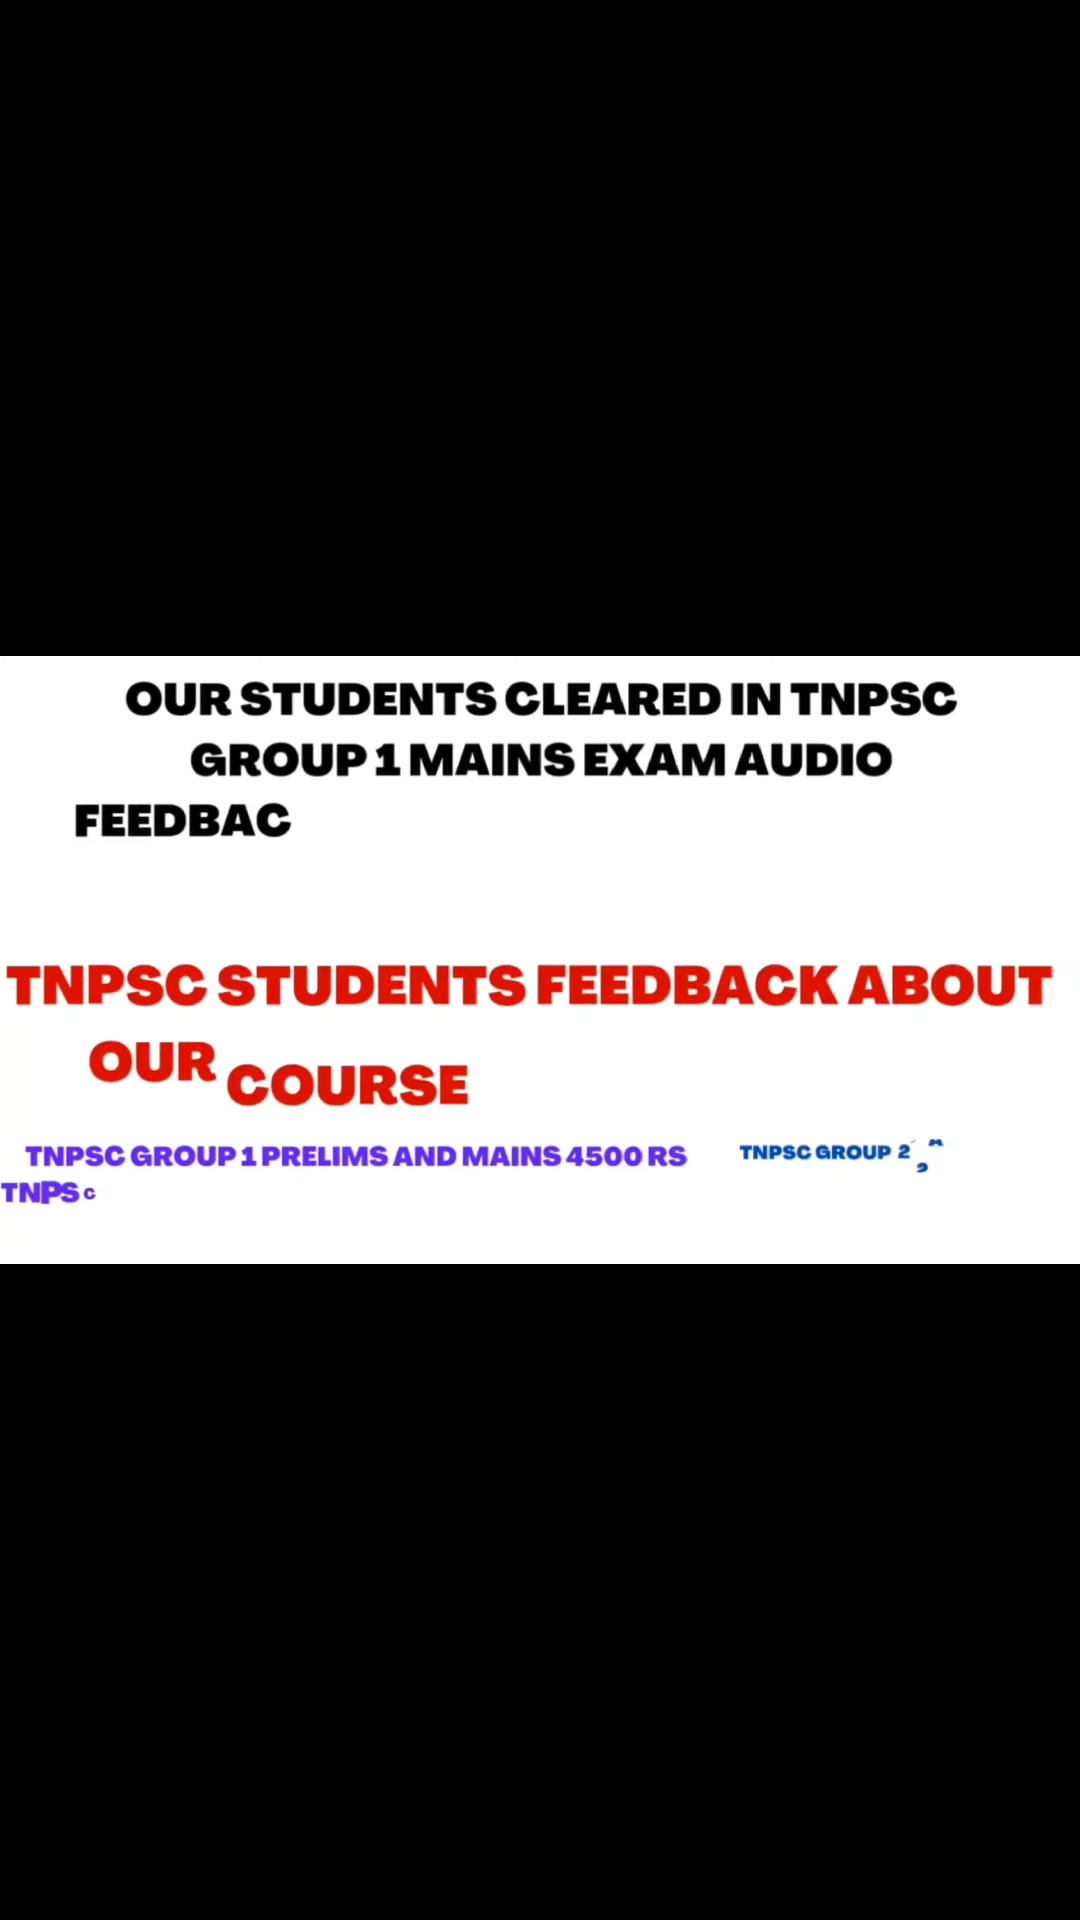 OUR STUDENTS CLEARED IN TNPSC
GROUP 1 MAINS EXAM AUDIO
FEEDBAC
TNPSC STUDENTS FEEDBACK ABOUT
OUR COURSE
TNPSC GROUP 1 PRELIMS AND MAINS 4500 RS
TNPSC
TNPSC GROUP 2